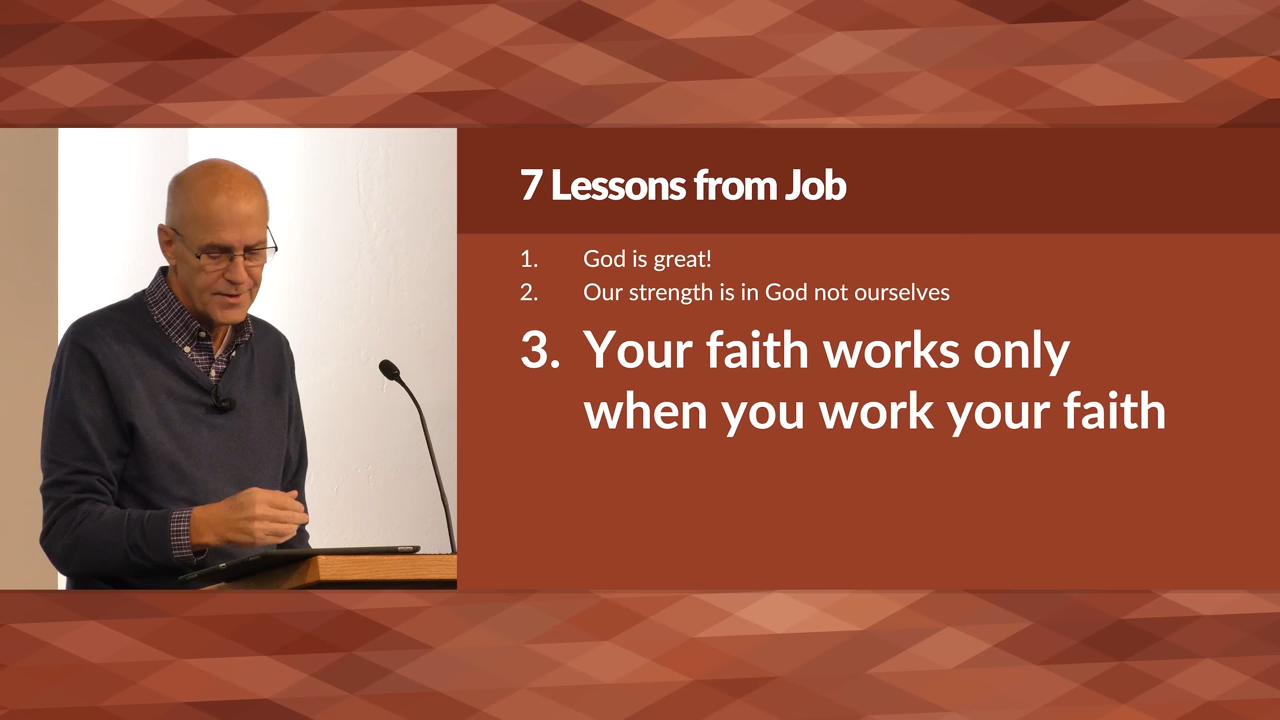 7 Lessons from Job
1. God is great!
2. Our strength is in God not ourselves
3. Your faith works only
when you work your faith